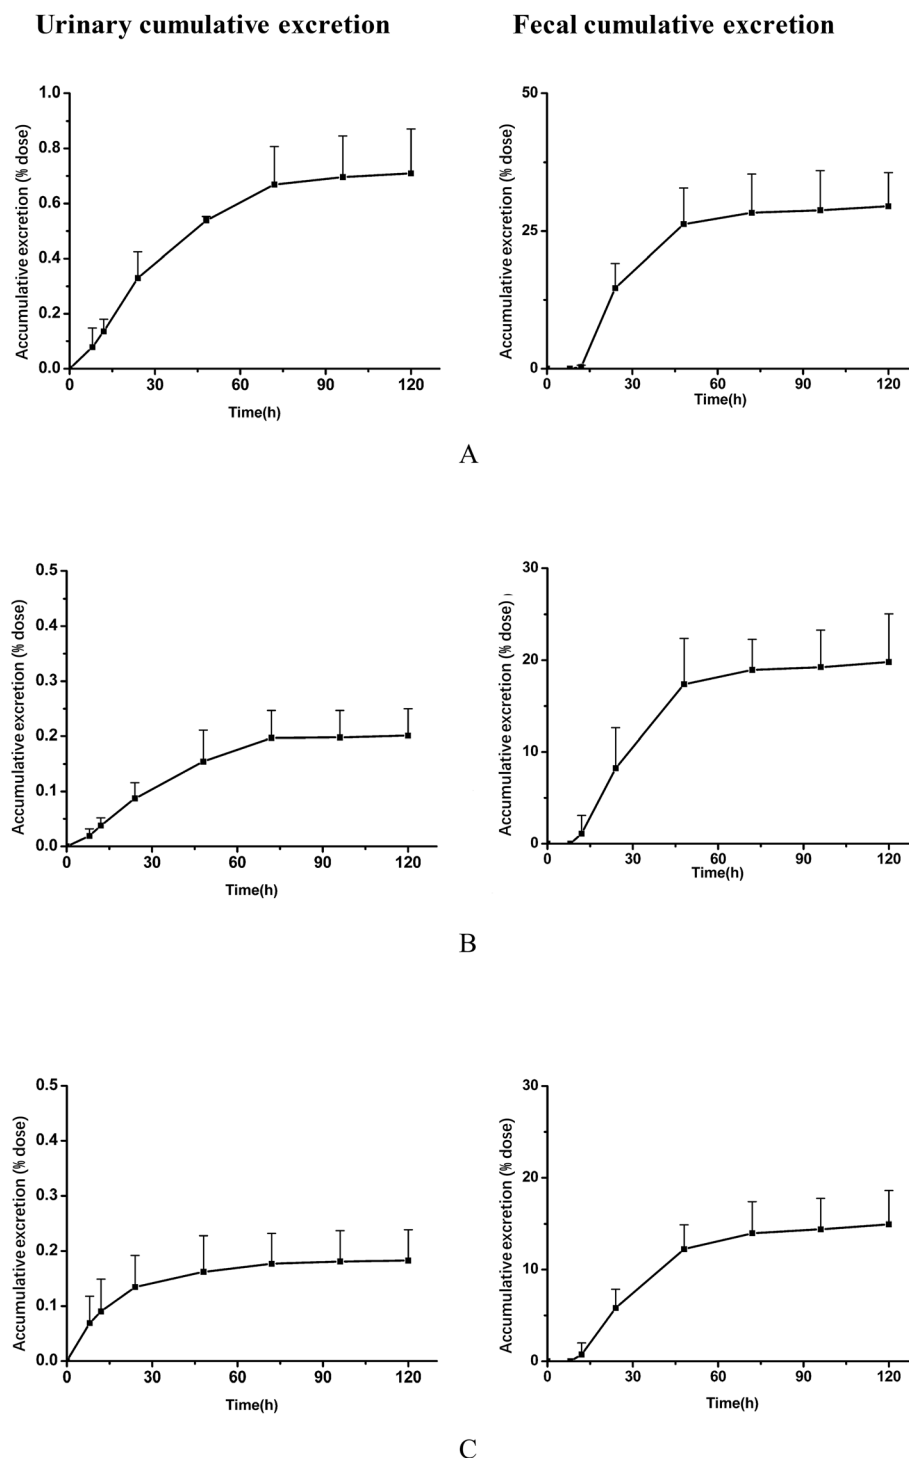 Urinary cumulative excretion
Fecal cumulative excretion
Accumulative excretion (% dose)
1.0
0.8
0.6
0.4
0.2
0.0
0 30 60 90 120
Time(h)
Accumulative excretion (% dose)
50
25
0
0 30 60 90 120
Time(h)
A
Accumulative excretion (% dose)
0.5
0.4
0.3
0.2
0.1
0.0
0 30 60 90 120
Time(h)
Accumulative excretion (% dose)
30
20
10
0
0 30 60 90 120
Time(h)
B
Accumulative excretion (% dose)
0.5
0.4
0.3
0.2
0.1
0.0
0 30 60 90 120
Time(h)
Accumulative excretion (% dose)
30
20
10
0
0 30 60 90 120
Time(h)
C